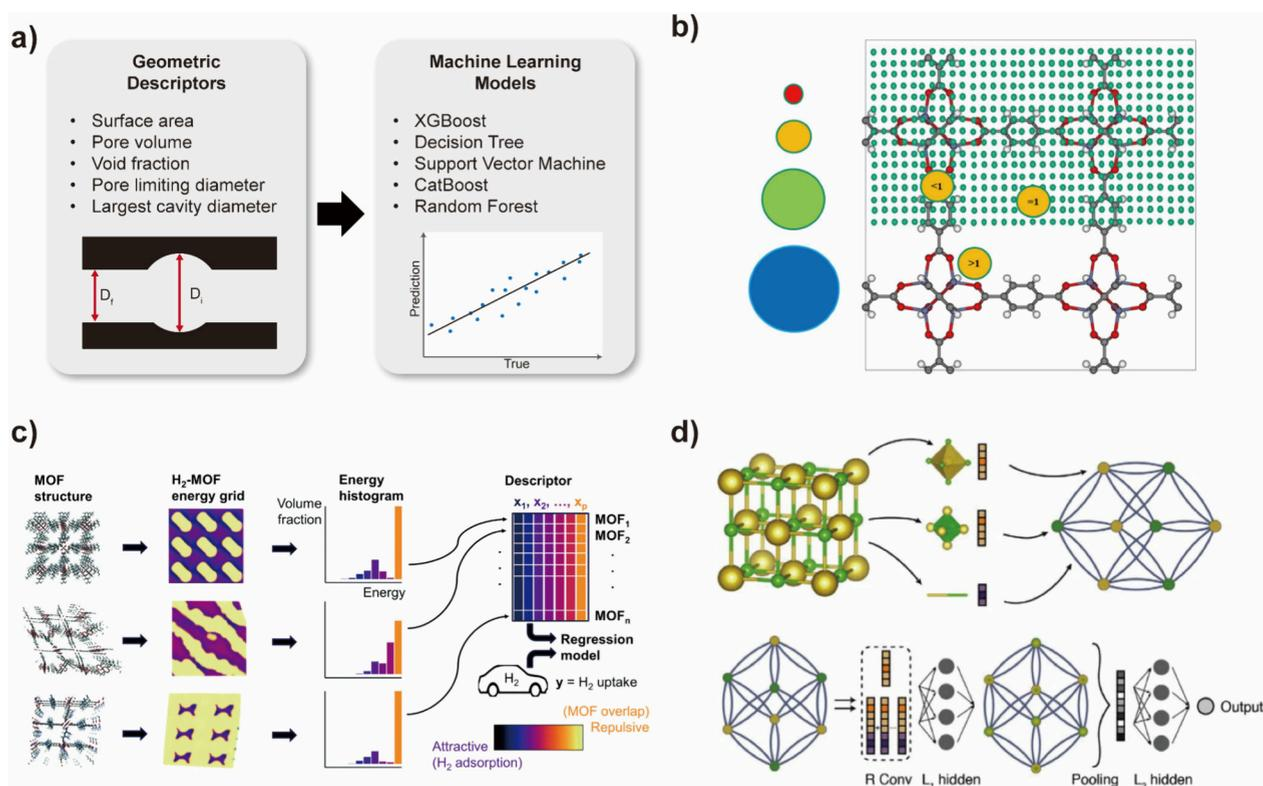 a)
Geometric
Descriptors
• Surface area
• Pore volume
• Void fraction
• Pore limiting diameter
• Largest cavity diameter
Df
Di
Machine Learning
Models
• XGBoost
• Decision Tree
• Support Vector Machine
• CatBoost
• Random Forest
Prediction
True
b)
<1
=1
>1
c)
MOF
structure
H2-MOF
energy grid
Energy
histogram
Volume
fraction
Energy
Descriptor
x1, x2, ..., xp
MOF1
MOF2
MOFn
Regression
model
H2
y = H2 uptake
(MOF overlap)
Repulsive
Attractive
(H2 adsorption)
d)
Output
R Conv
L1 hidden
Pooling
L2 hidden